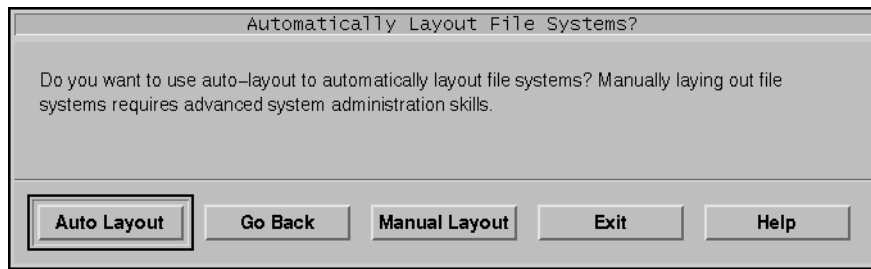 Automatically Layout File Systems?
Do you want to use auto–layout to automatically layout file systems? Manually laying out file
systems requires advanced system administration skills.
Auto Layout Go Back Manual Layout Exit Help